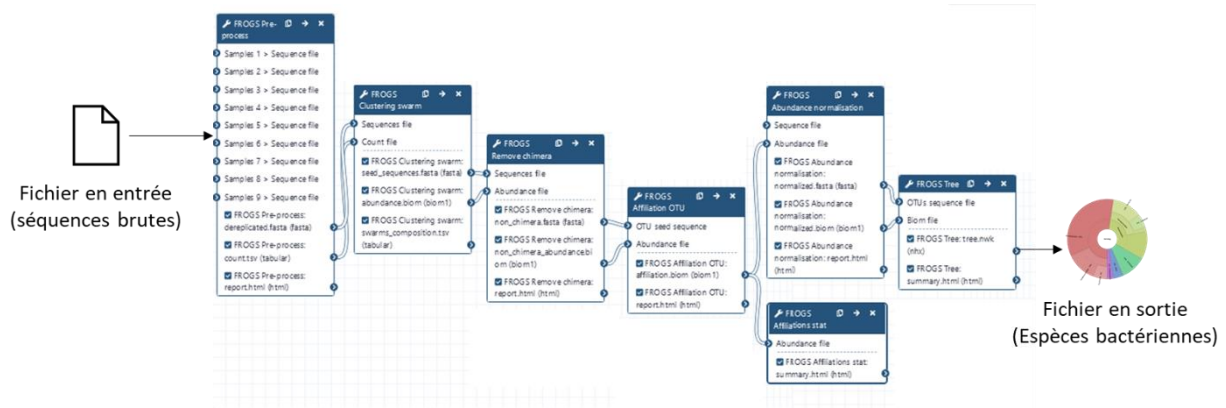 Fichier en entrée
(séquences brutes)
FROGS Pre-
process
Samples 1 > Sequence file
Samples 2 > Sequence file
Samples 3 > Sequence file
Samples 4 > Sequence file
Samples 5 > Sequence file
Samples 6 > Sequence file
Samples 7 > Sequence file
Samples 8 > Sequence file
Samples 9 > Sequence file
FROGS Pre-process:
dereplicated.fasta (fasta)
FROGS Pre-process:
count.tsv (tabular)
FROGS Pre-process:
report.html (html)
FROGS
Clustering swarm
Sequences file
Count file
FROGS Clustering swarm:
seed_sequences.fasta (fasta)
FROGS Clustering swarm:
abundance.biom (biom1)
FROGS Clustering swarm:
swarms_composition.tsv
(tabular)
FROGS
Remove chimera
Sequences file
Abundance file
FROGS Remove chimera:
non_chimera.fasta (fasta)
FROGS Remove chimera:
non_chimera_abundance.bi
om (biom1)
FROGS Remove chimera:
report.html (html)
FROGS
Affiliation OTU
OTU seed sequence
Abundance file
FROGS Affiliation OTU:
affiliation.biom (biom1)
FROGS Affiliation OTU:
report.html (html)
FROGS
Abundance normalisation
Sequence file
Abundance file
FROGS Abundance
normalisation:
normalized.fasta (fasta)
FROGS Abundance
normalisation:
normalized.biom (biom1)
FROGS Abundance
normalisation: report.html
(html)
FROGS
Affiliations stat
Abundance file
FROGS Affiliations stat:
summary.html (html)
FROGS Tree
OTUs sequence file
Biom file
FROGS Tree: tree.nwk
(nhx)
FROGS Tree:
summary.html (html)
Fichier en sortie
(Espèces bactériennes)